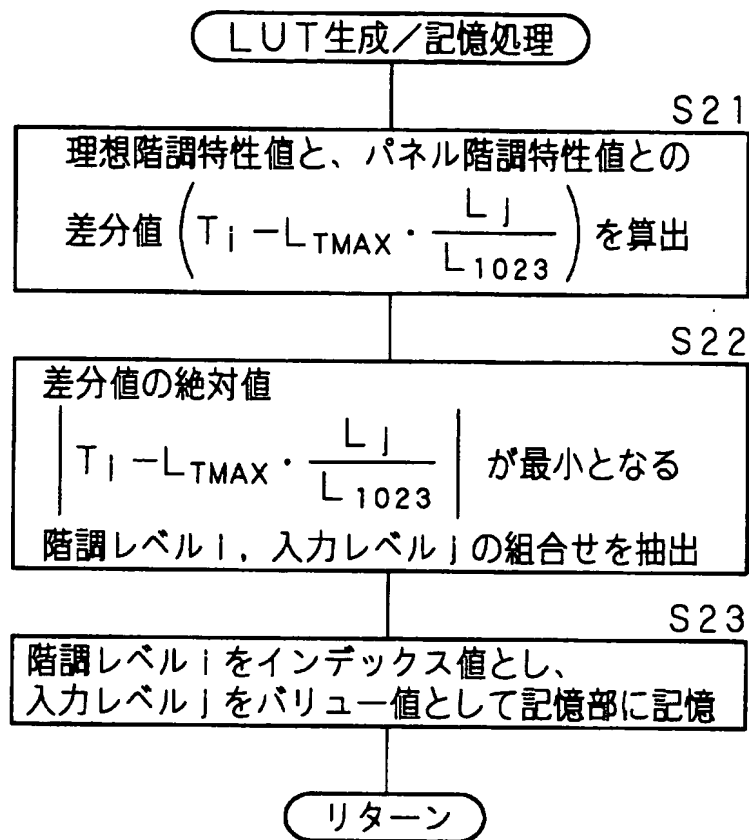 LUT生成／記憶処理
S21
理想階調特性値と、パネル階調特性値との
差分値(Ti－LTMAX・Lj/L1023)を算出
S22
差分値の絶対値
|Ti－LTMAX・Lj/L1023|が最小となる
階調レベルi，入力レベルjの組合せを抽出
S23
階調レベルiをインデックス値とし、
入力レベルjをバリュー値として記憶部に記憶
リターン